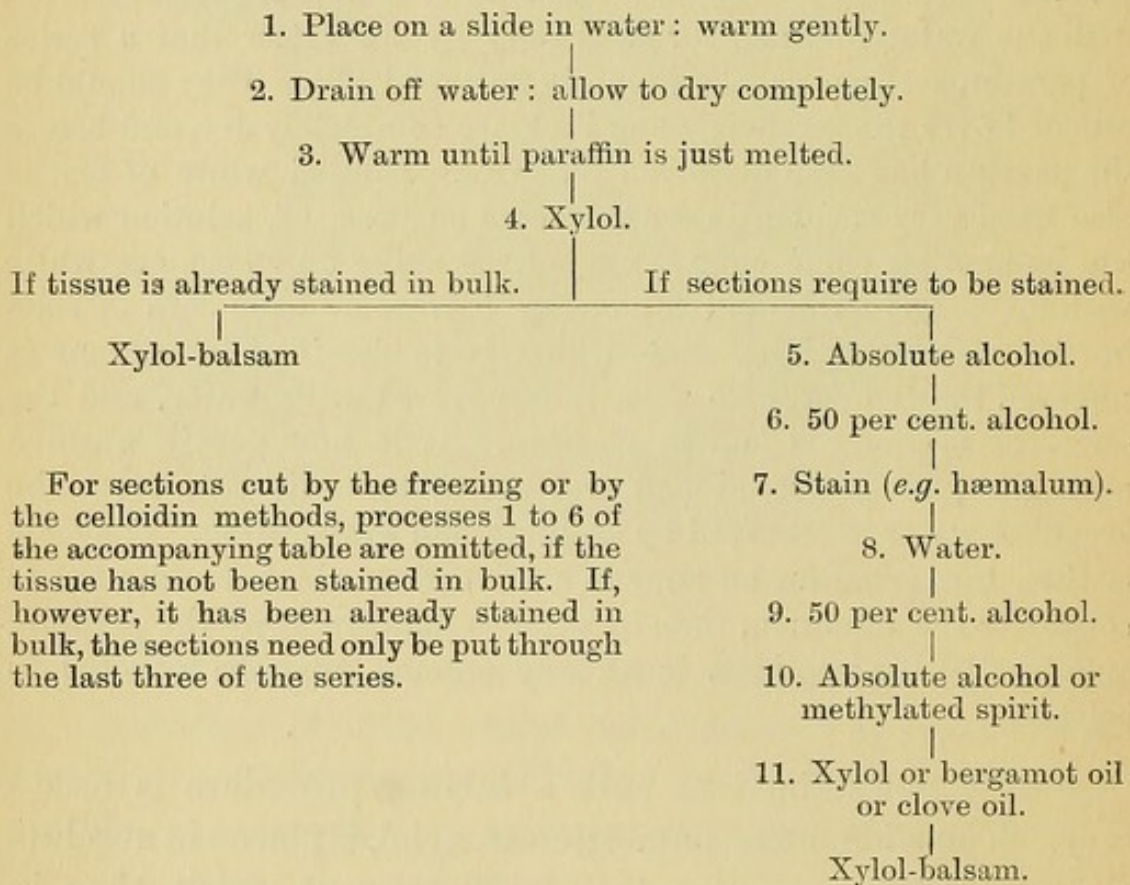 1. Place on a slide in water : warm gently.
2. Drain off water : allow to dry completely.
3. Warm until paraffin is just melted.
4. Xylol.
If tissue is already stained in bulk.
If sections require to be stained.
Xylol-balsam
5. Absolute alcohol.
6. 50 per cent. alcohol.
For sections cut by the freezing or by
the celloidin methods, processes 1 to 6 of
the accompanying table are omitted, if the
tissue has not been stained in bulk. If,
however, it has been already stained in
bulk, the sections need only be put through
the last three of the series.
7. Stain (e.g. hæmalum).
8. Water.
9. 50 per cent. alcohol.
10. Absolute alcohol or
methylated spirit.
11. Xylol or bergamot oil
or clove oil.
Xylol-balsam.